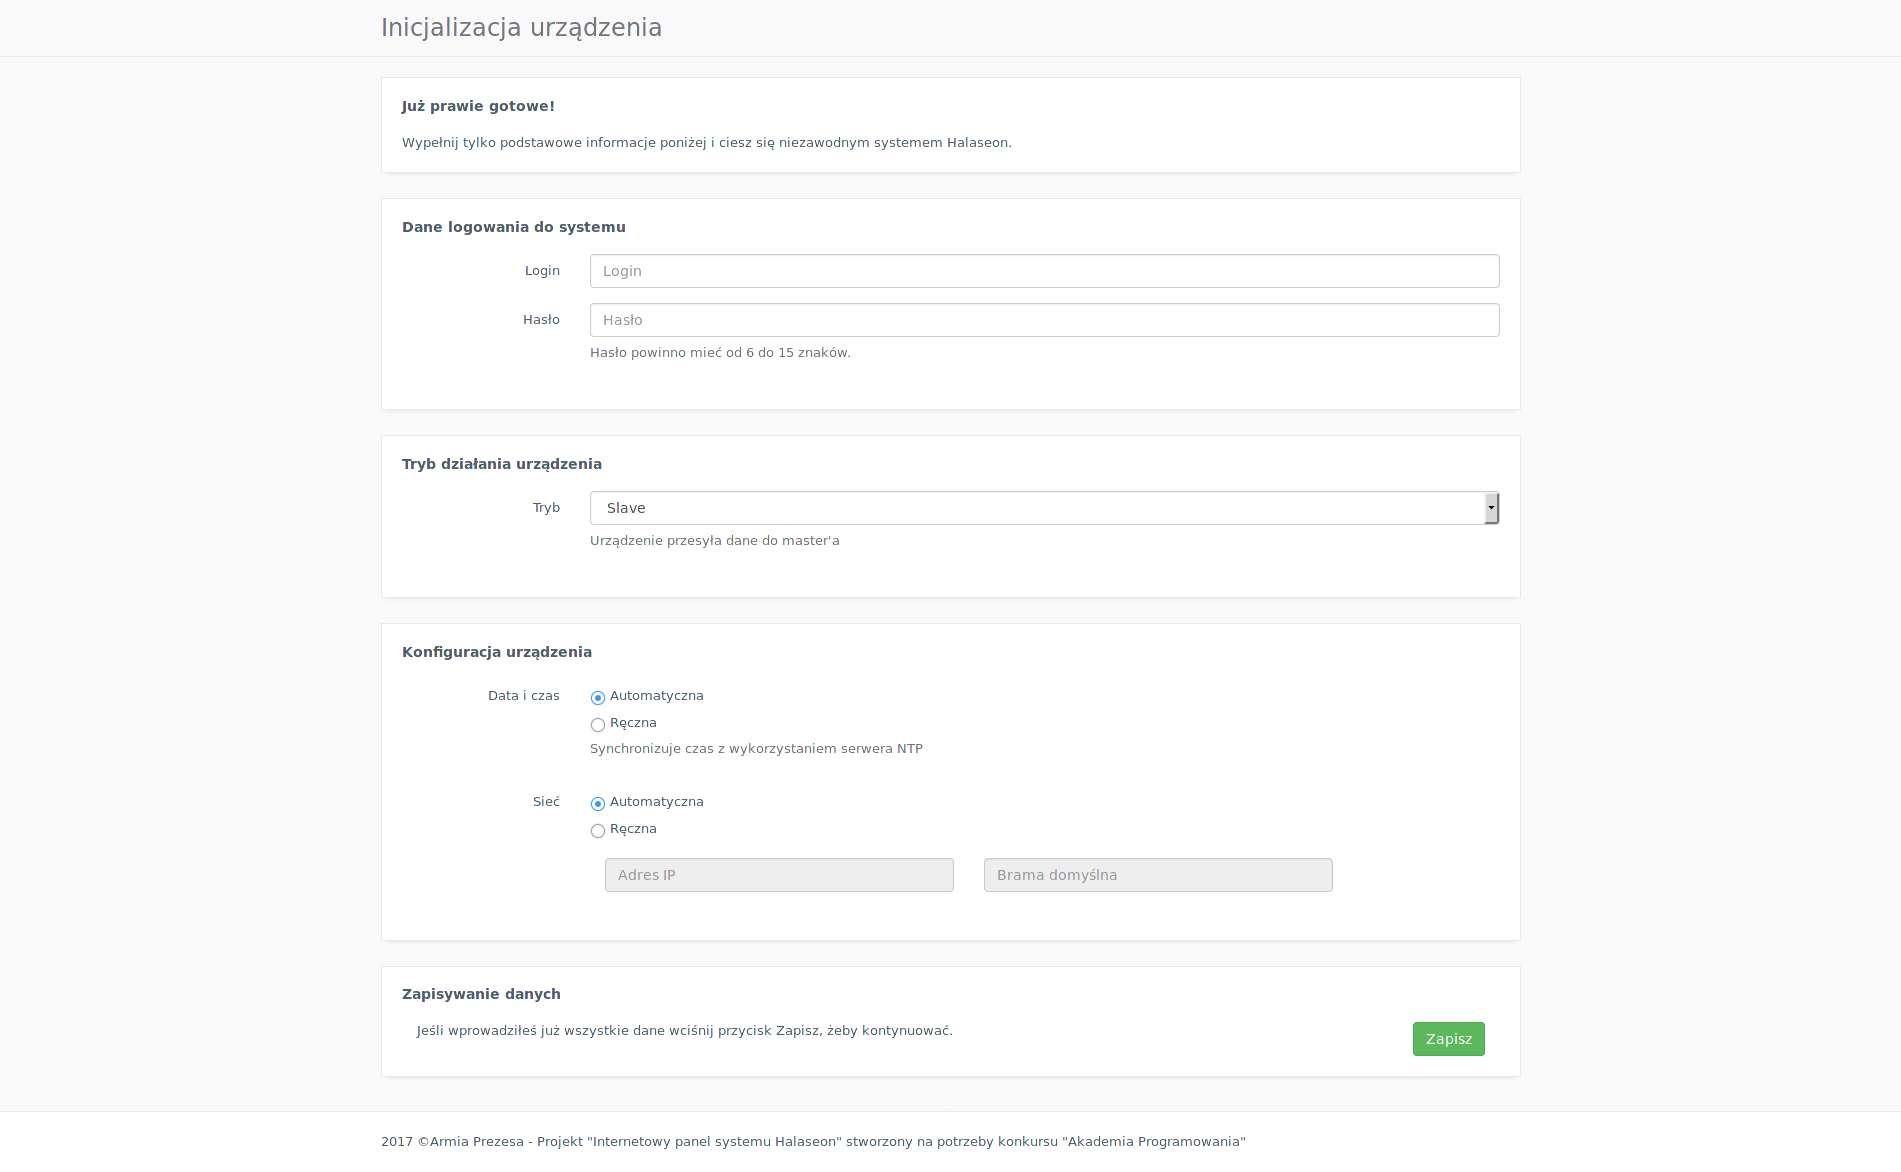 Inicjalizacja urządzenia
Już prawie gotowe!
Wypełnij tylko podstawowe informacje poniżej i ciesz się niezawodnym systemem Halaseon.
Dane logowania do systemu
Login
Login
Hasło
Hasło
Hasło powinno mieć od 6 do 15 znaków.
Tryb działania urządzenia
Tryb
Slave
Urządzenie przesyła dane do master'a
Konfiguracja urządzenia
Data i czas
Automatyczna
Ręczna
Synchronizuje czas z wykorzystaniem serwera NTP
Sieć
Automatyczna
Ręczna
Adres IP
Brama domyślna
Zapisywanie danych
Jeśli wprowadziłeś już wszystkie dane wciśnij przycisk Zapisz, żeby kontynuować.
Zapisz
2017 ©Armia Prezesa - Projekt "Internetowy panel systemu Halaseon" stworzony na potrzeby konkursu "Akademia Programowania"